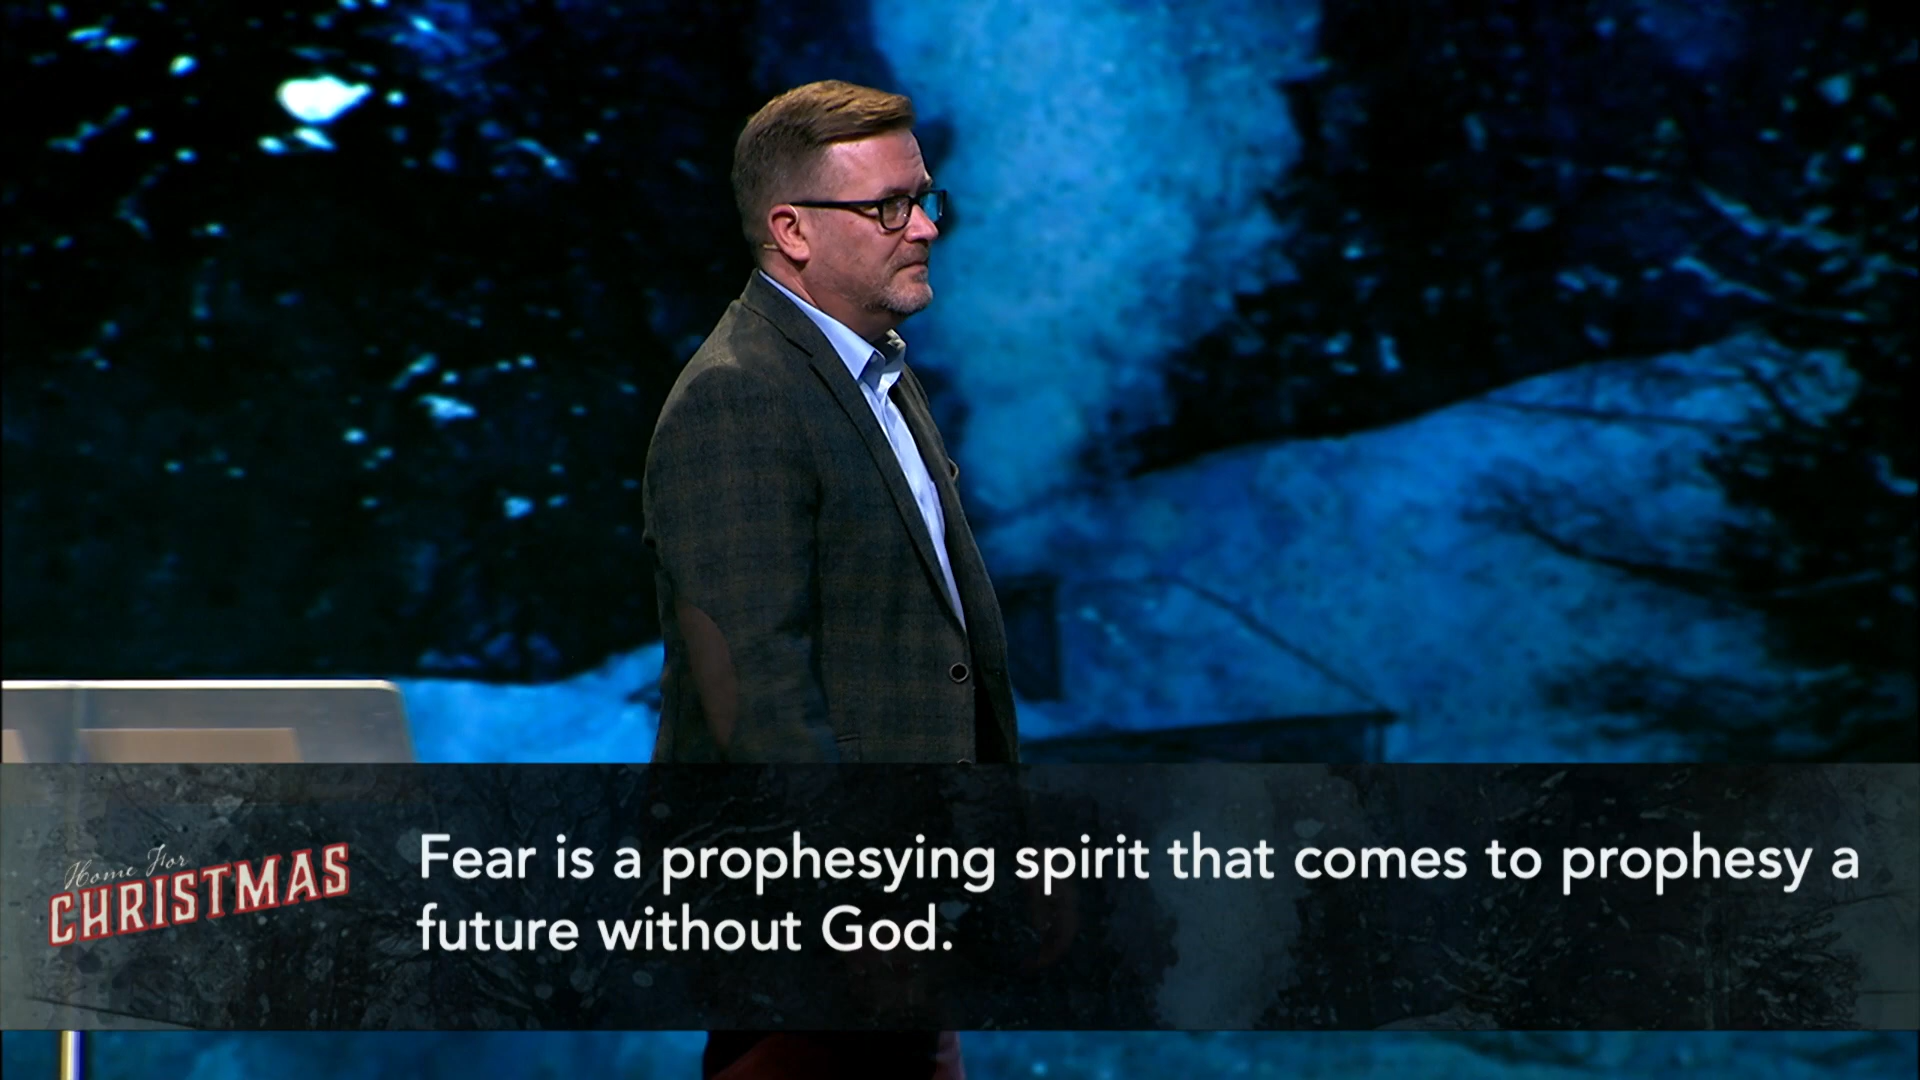 Home For
CHRISTMAS
Fear is a prophesying spirit that comes to prophesy a
future without God.